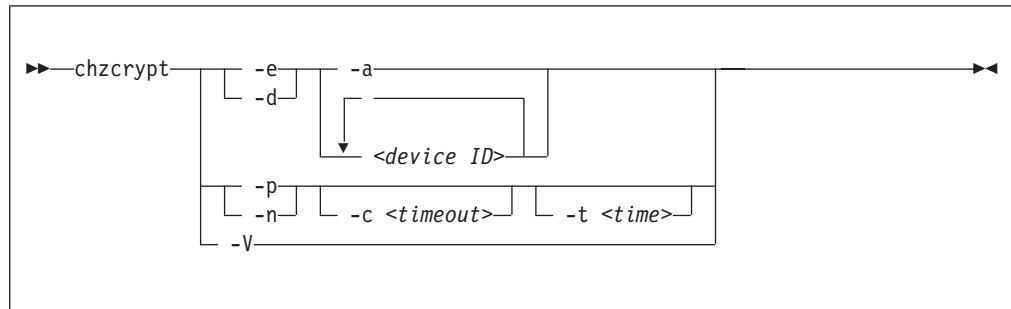 chzcrypt -e -a
-d
<device ID>
-p
-n -c <timeout> -t <time>
-V